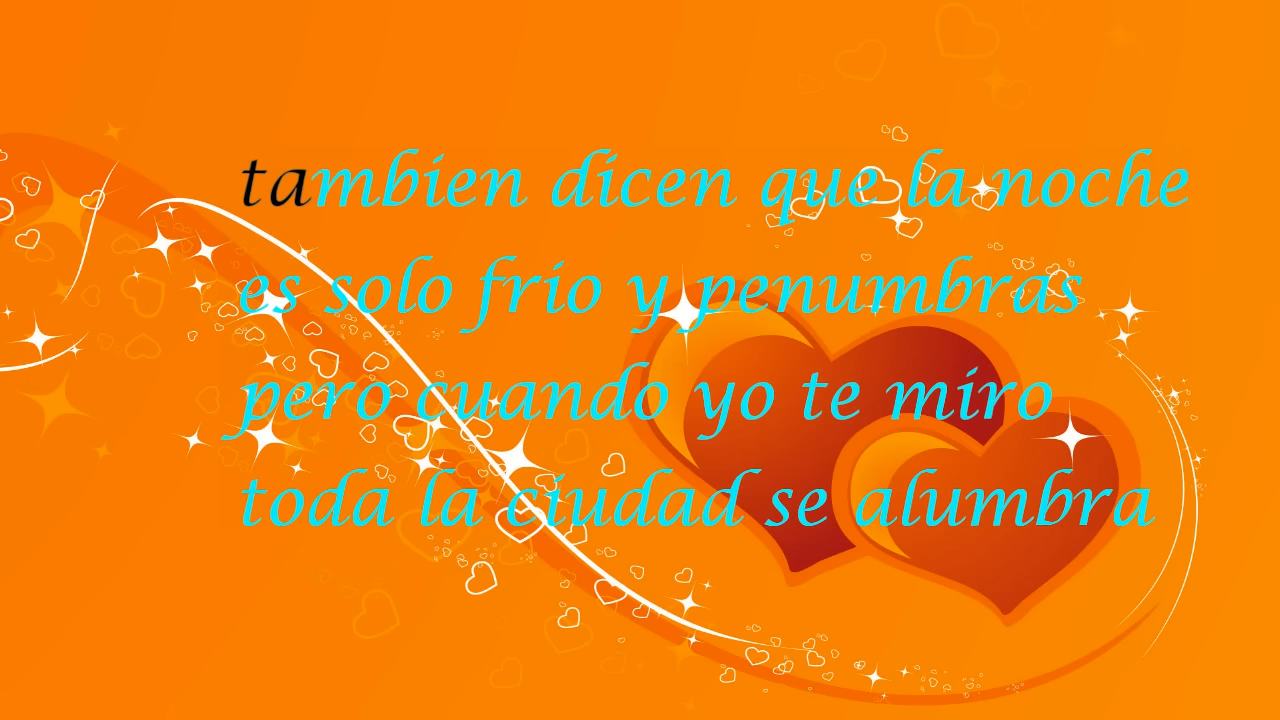 tambien dicen que la noche
es solo frio y penumbras
pero cuando yo te miro
toda la ciudad se alumbra